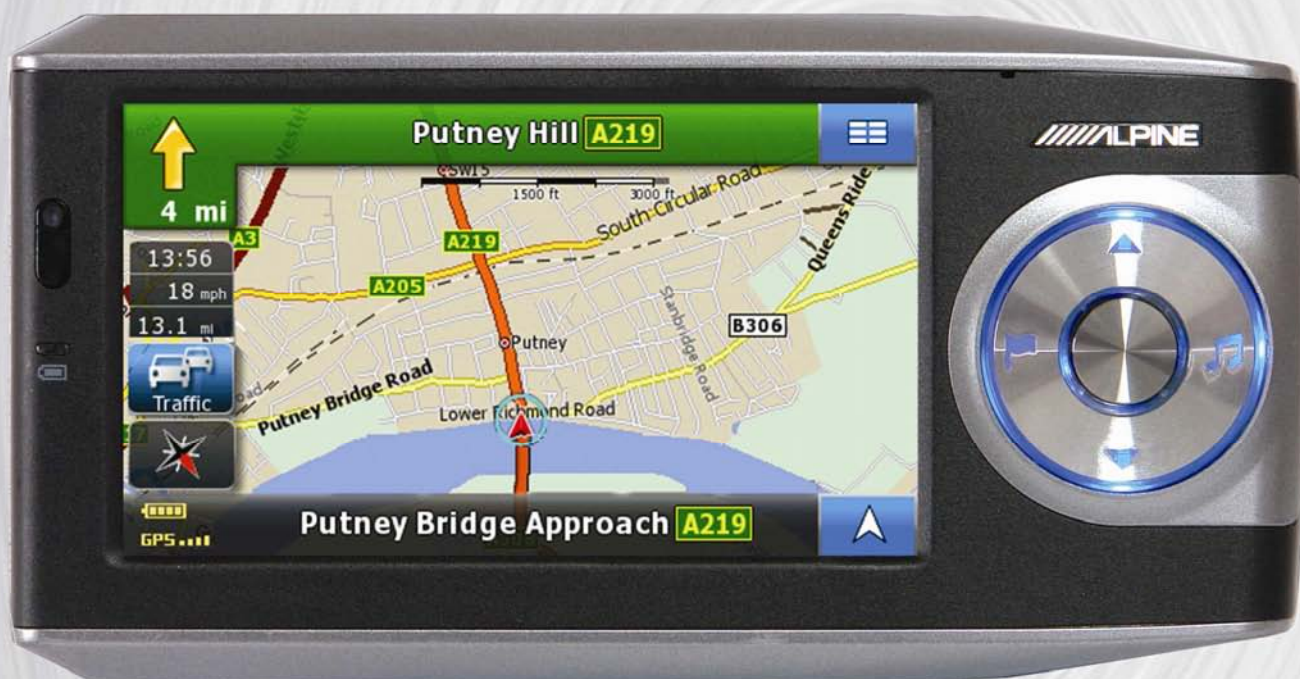 Putney Hill A219
4 mi
ALPINE
SW15
1500 ft 3000 ft
South Circular Road
Queens Ride
A3
A219
13:56
A205
18 mph
B306
Stanbridge Road
13.1 mi
Putney
Traffic
Putney Bridge Road
Lower Richmond Road
Putney Bridge Approach A219
GPS